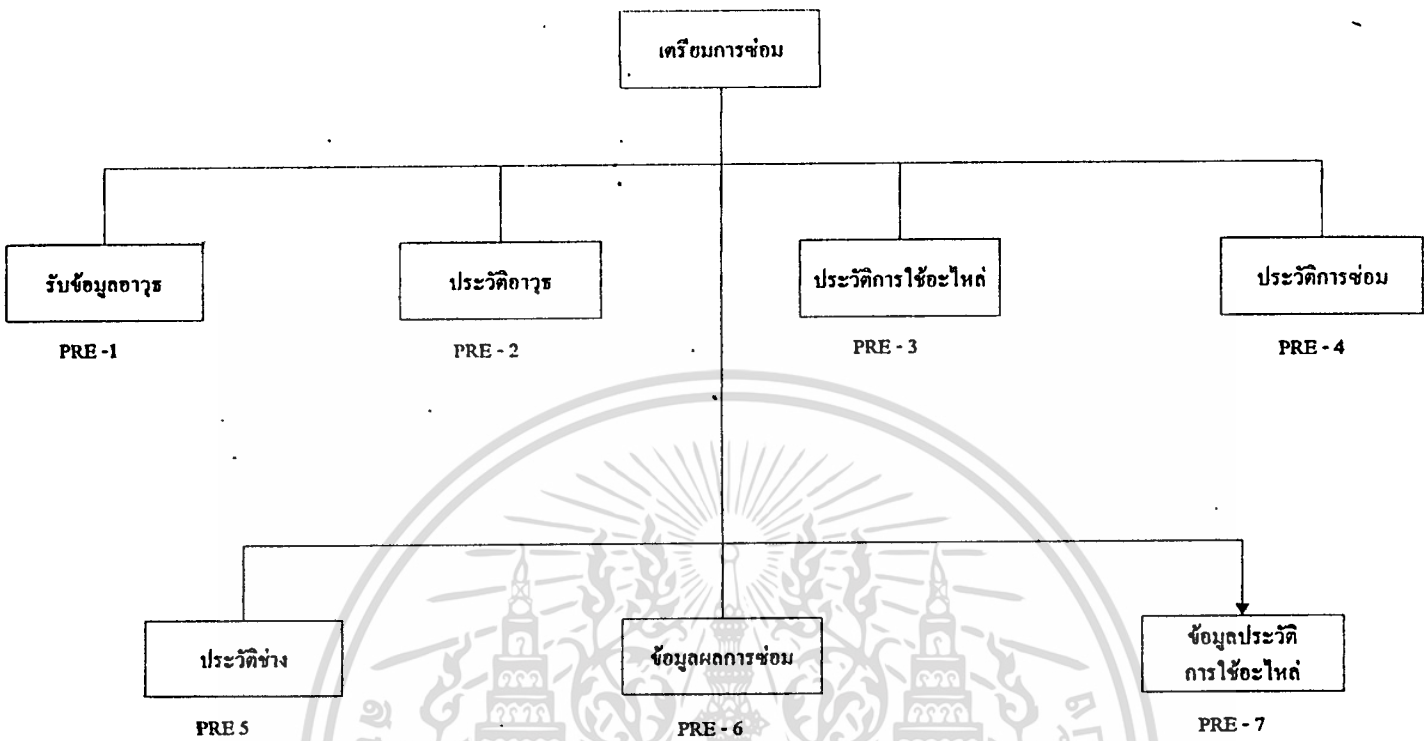 เตรียมการซ่อม
รับข้อมูลอาวุธ
ประวัติอาวุธ
ประวัติการใช้อะไหล่
ประวัติการซ่อม
PRE -1
PRE - 2
PRE - 3
PRE - 4
ประวัติช่าง
ข้อมูลผลการซ่อม
ข้อมูลประวัติ
การใช้อะไหล่
PRE 5
PRE - 6
PRE - 7